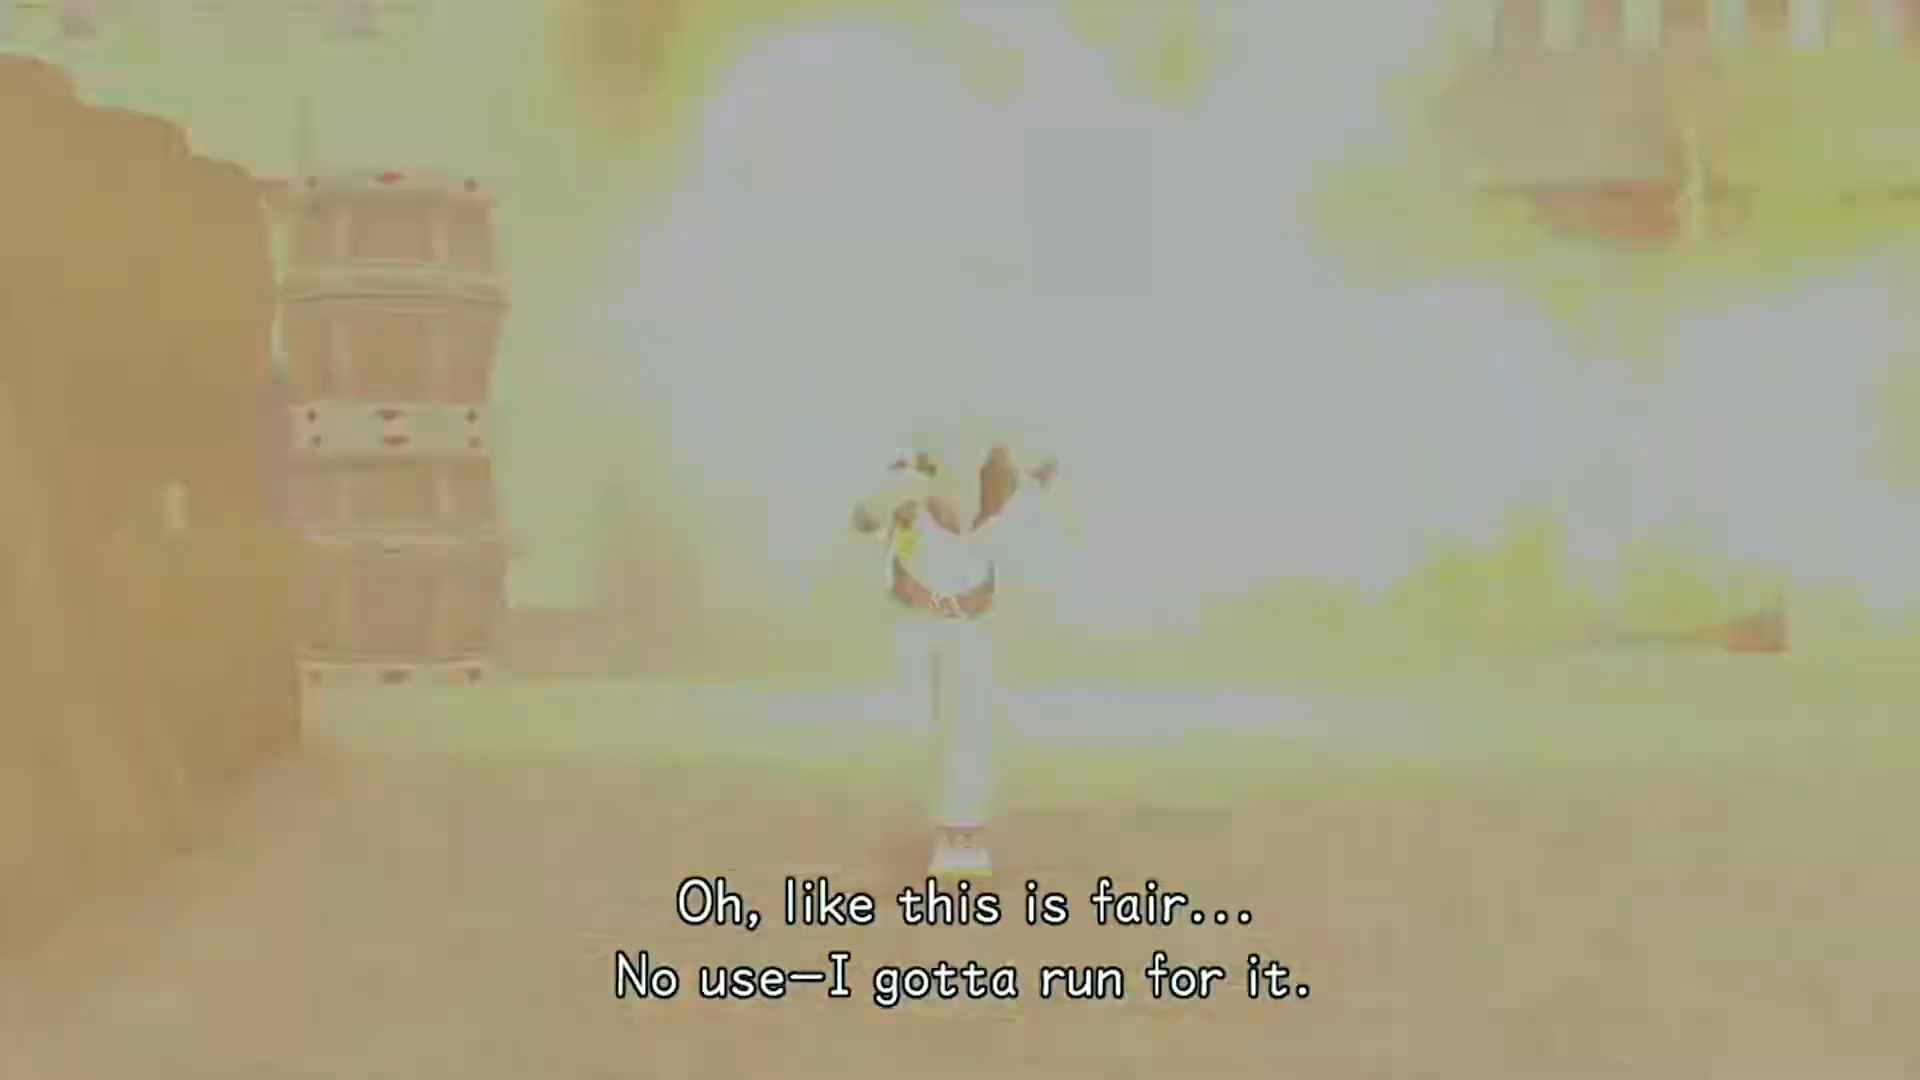 Oh, like this is fair...
No use—I gotta run for it.